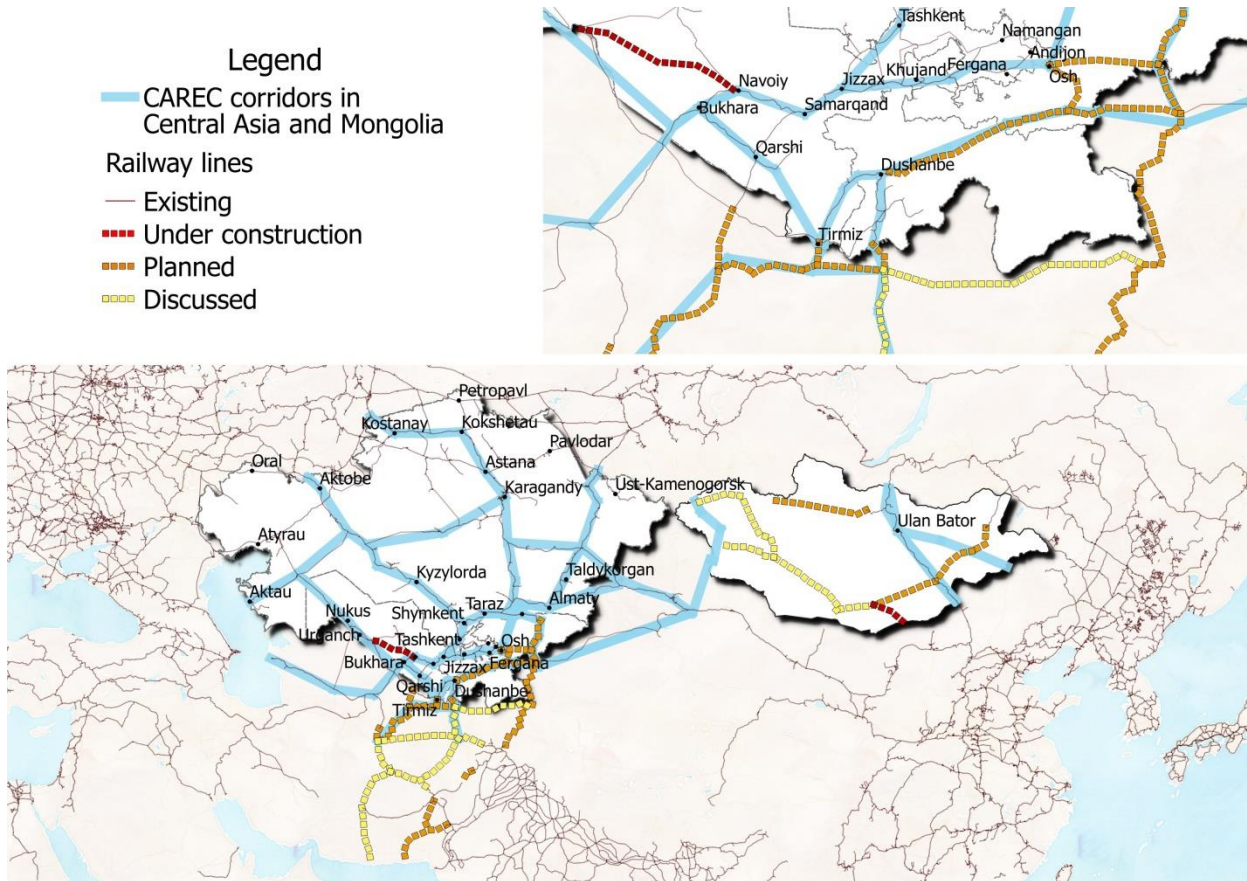 Legend
CAREC corridors in
Central Asia and Mongolia
Railway lines
Existing
Under construction
Planned
Discussed
Tashkent
Namangan
Andijon
Fergana
Khujand
Osh
Jizzax
Navoiy
Bukhara
Samarqand
Qarshi
Dushanbe
Tirmiz
Petropavl
Kostanay
Kokshetau
Pavlodar
Oral
Astana
Aktobe
Karagandy
Ust-Kamenogorsk
Ulan Bator
Atyrau
Kyzylorda
Taldykorgan
Aktau
Taraz
Almaty
Nukus
Shymkent
Urganch
Tashkent
Osh
Bukhara
Jizzax
Fergana
Qarshi
Dushanbe
Tirmiz